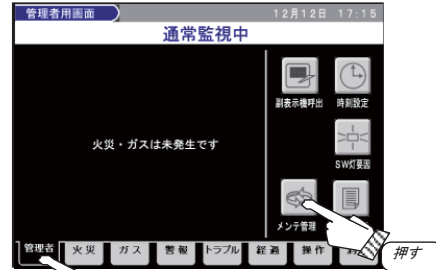 管理者用画面
12月12日 17:16
通常監視中
副表示機呼出
時刻設定
火災・ガスは未発生です
SW灯要因
メンテ管理
管理者 火災 ガス 警報 トラブル 経過 操作
押す